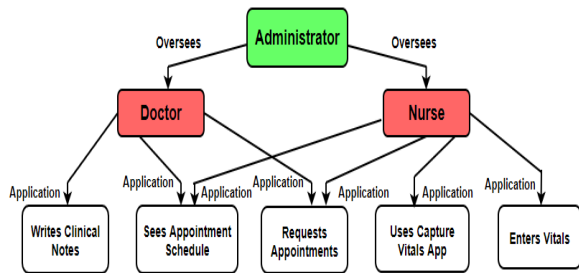 Administrator
Oversees
Oversees
Doctor
Nurse
Application
Application
Application
Application
Application
Application
Application
Writes Clinical
Notes
Sees Appointment
Schedule
Requests
Appointments
Uses Capture
Vitals App
Enters Vitals